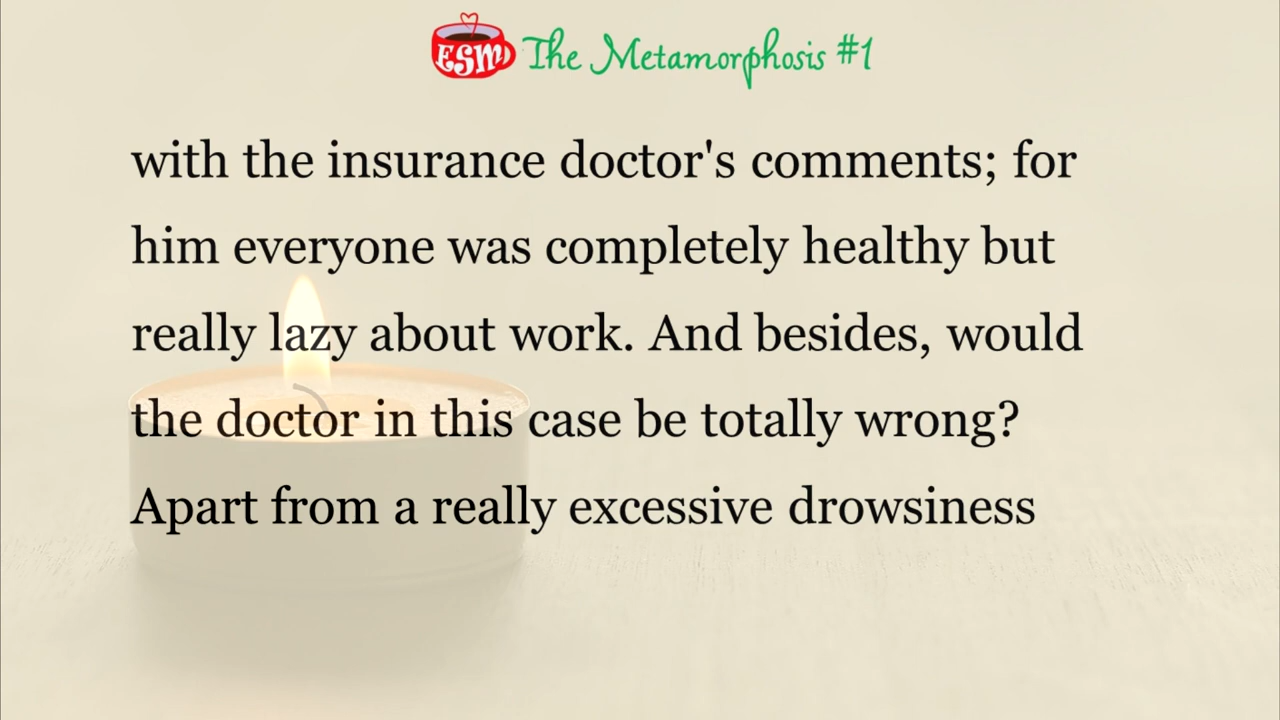 ESM The Metamorphosis #1
with the insurance doctor's comments; for
him everyone was completely healthy but
really lazy about work. And besides, would
the doctor in this case be totally wrong?
Apart from a really excessive drowsiness